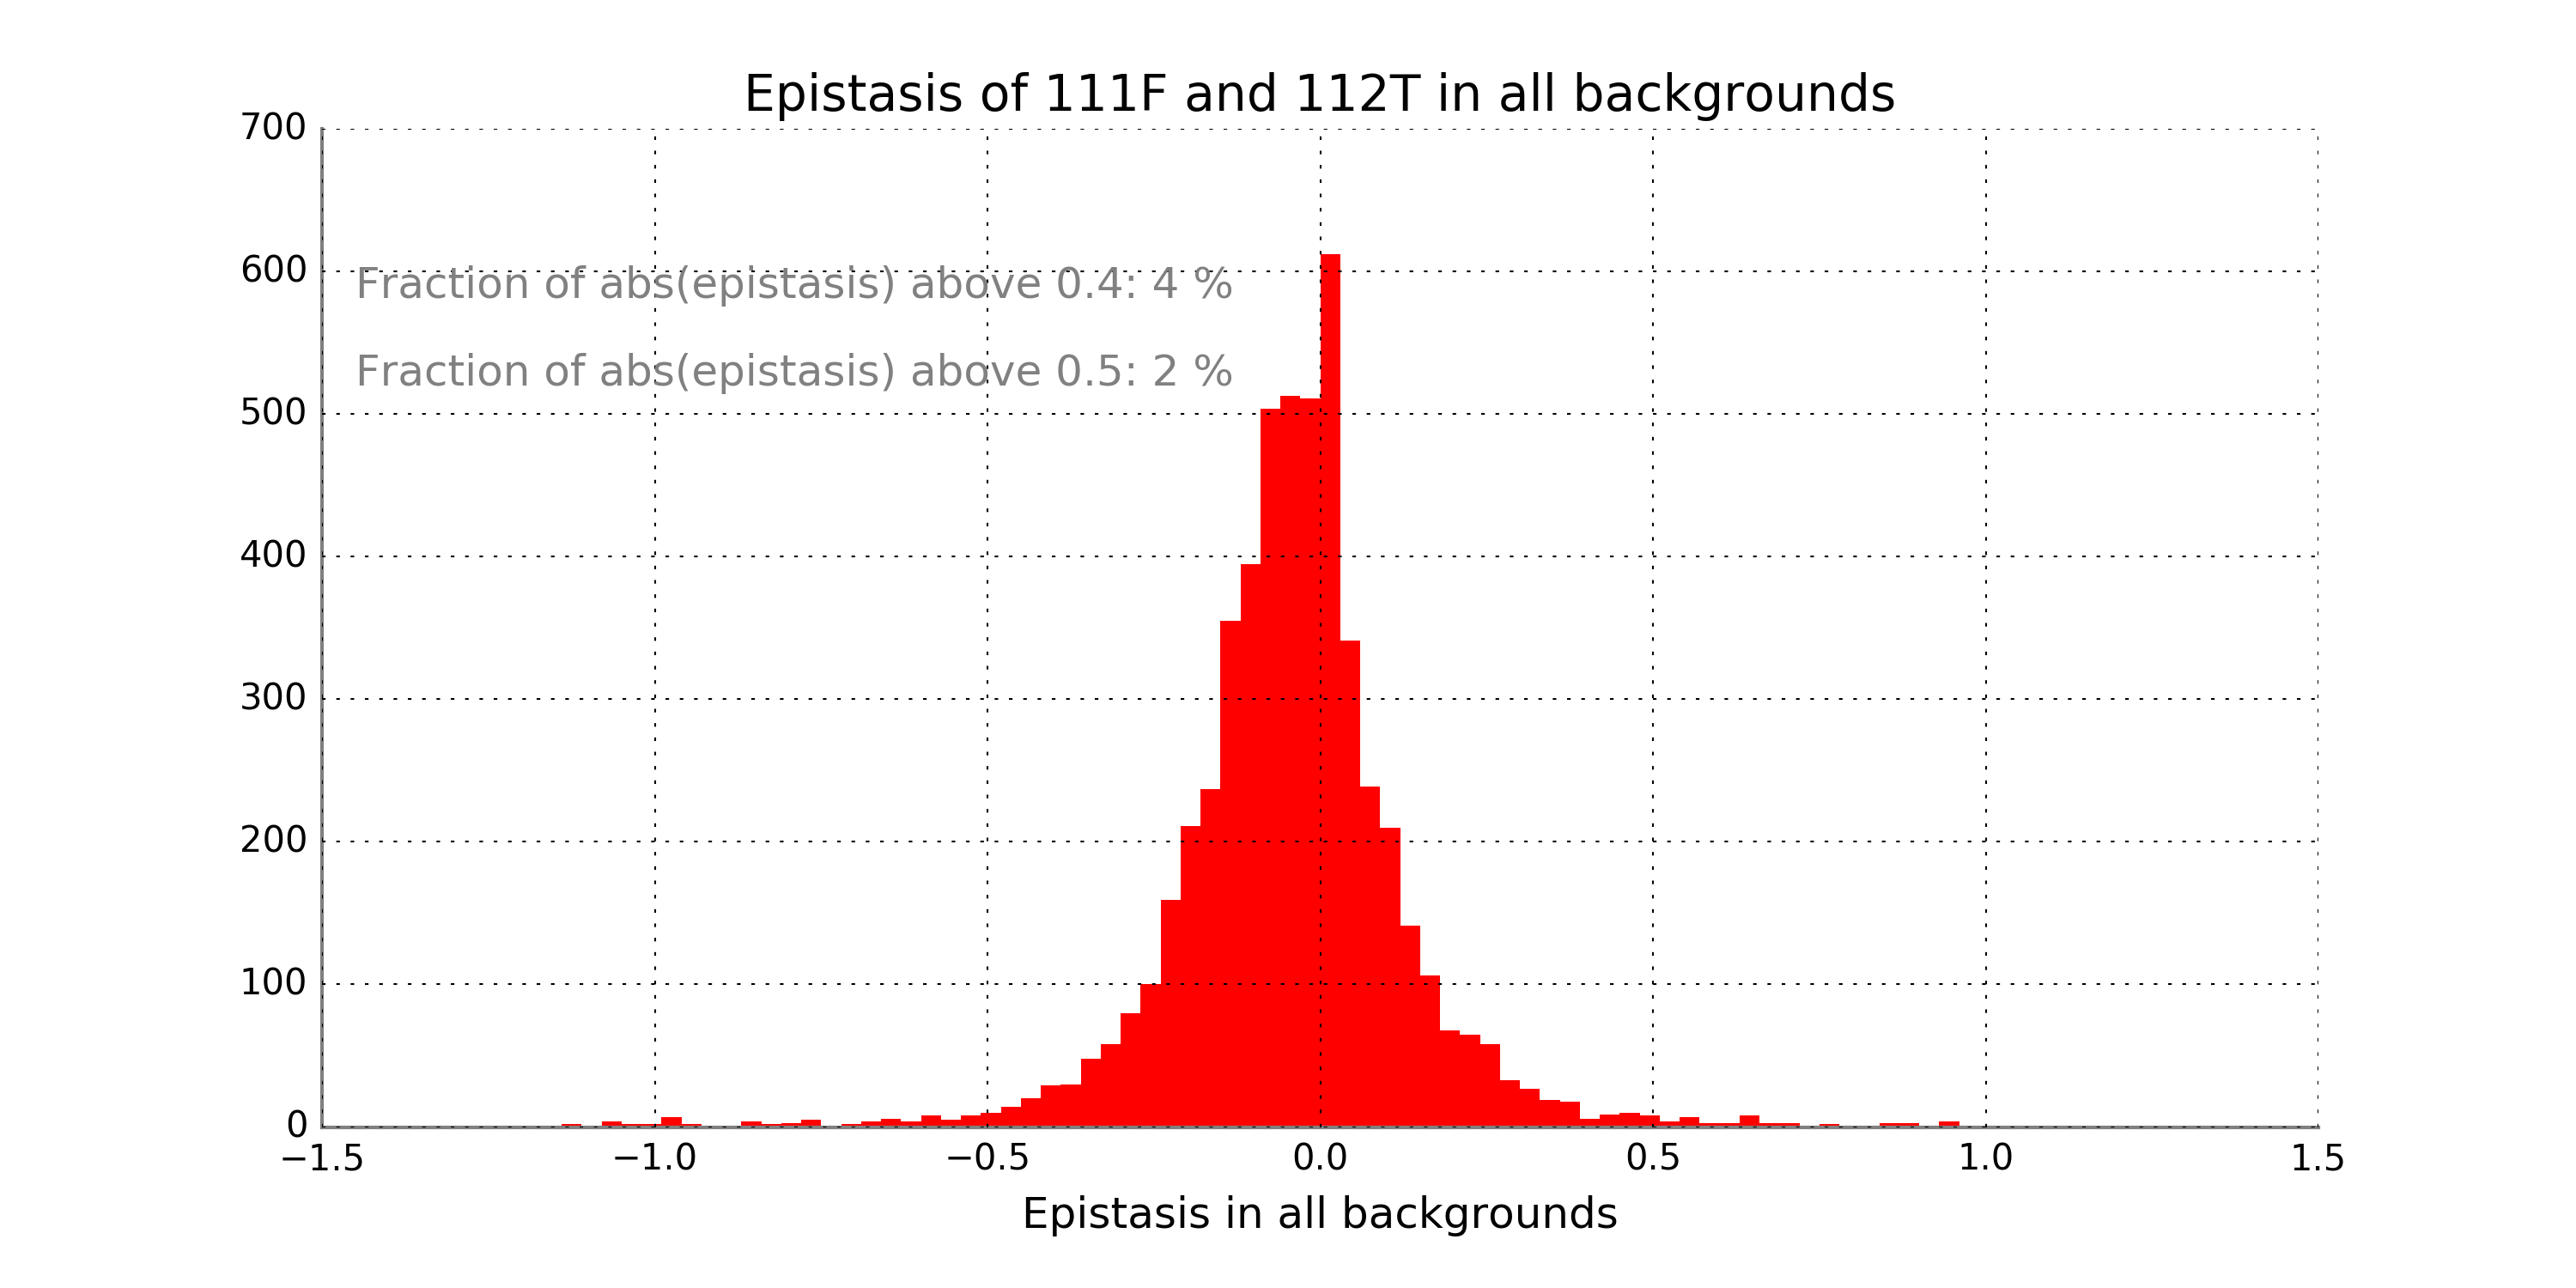 Epistasis of 111F and 112T in all backgrounds
700
600
Fraction of abs(epistasis) above 0.4: 4 %
Fraction of abs(epistasis) above 0.5: 2 %
500
400
300
200
100
0
−1.5 −1.0 −0.5 0.0 0.5 1.0 1.5
Epistasis in all backgrounds